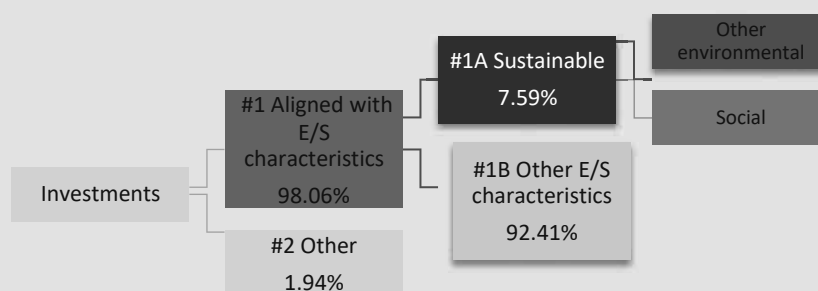 Investments
#1 Aligned with
E/S
characteristics
98.06%
#2 Other
1.94%
#1A Sustainable
7.59%
#1B Other E/S
characteristics
92.41%
Other
environmental
Social